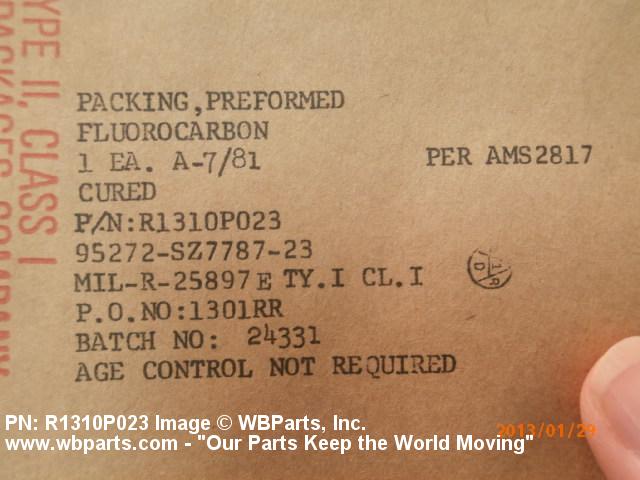 TYPE II, CLASS I
PACKAGES COMPANY
PACKING,PREFORMED
FLUOROCARBON
1 EA. A-7/81 PER AMS2817
CURED
P/N:R1310P023
95272-SZ7787-23
MIL-R-25897E TY.I CL.I
P.O.NO:1301RR
BATCH NO: 24331
AGE CONTROL NOT REQUIRED
PN: R1310P023 Image © WBParts, Inc.
www.wbparts.com - "Our Parts Keep the World Moving"
2013/01/29